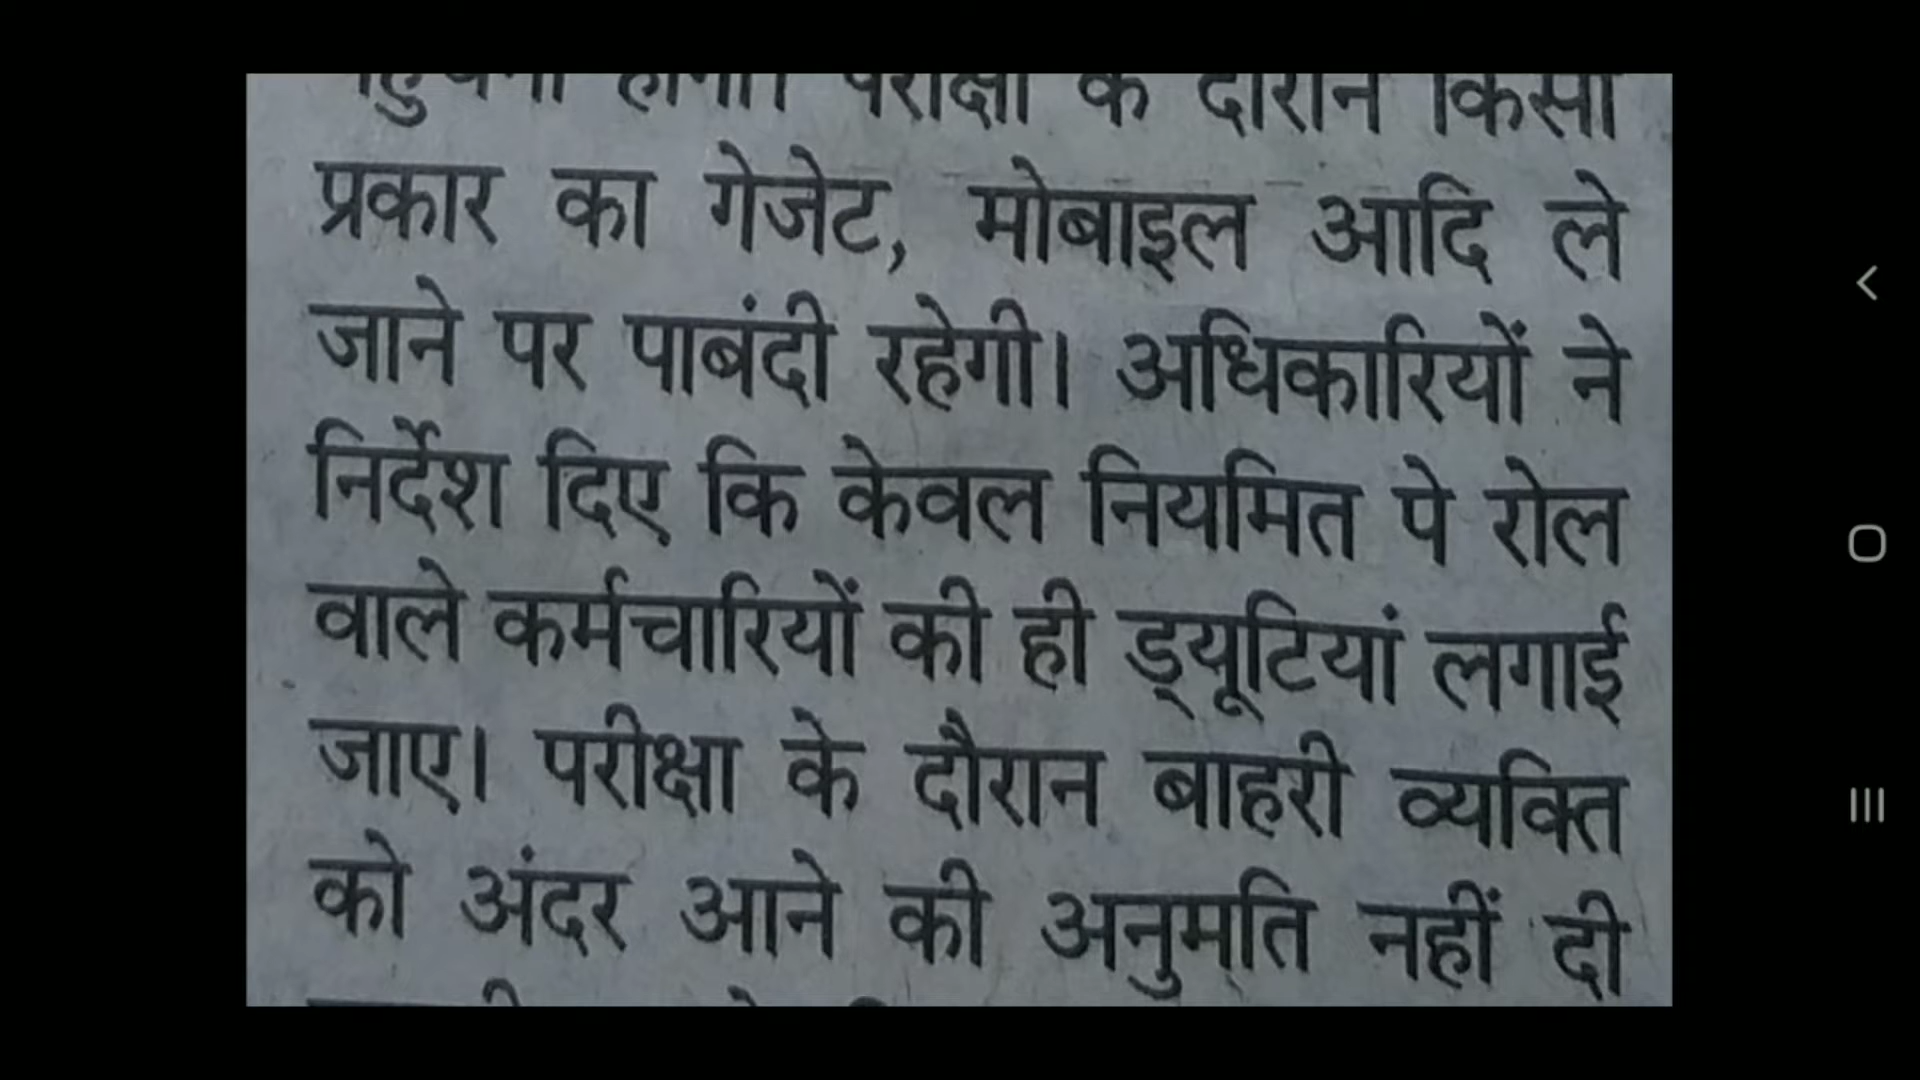 होगा। परीक्षा के दौरान किसी
प्रकार का गेजेट, मोबाइल आदि ले
जाने पर पाबंदी रहेगी। अधिकारियों ने
निर्देश दिए कि केवल नियमित पे रोल
वाले कर्मचारियों की ही ड्यूटियां लगाई
जाए। परीक्षा के दौरान बाहरी व्यक्ति
को अंदर आने की अनुमति नहीं दी